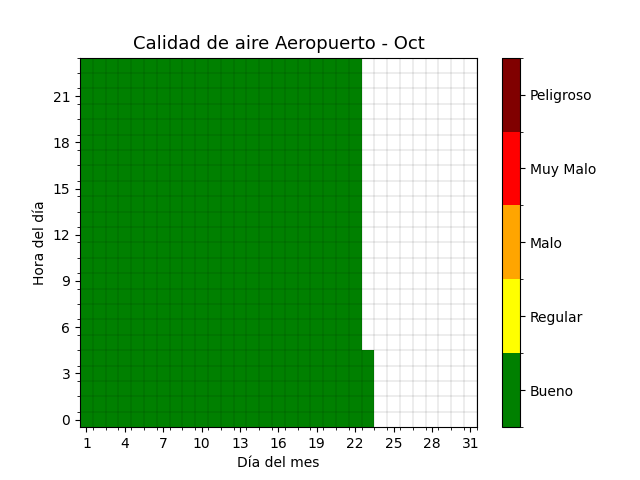 Calidad de aire Aeropuerto - Oct
Hora del día
21
18
15
12
9
6
3
0
1 4 7 10 13 16 19 22 25 28 31
Día del mes
Peligroso
Muy Malo
Malo
Regular
Bueno